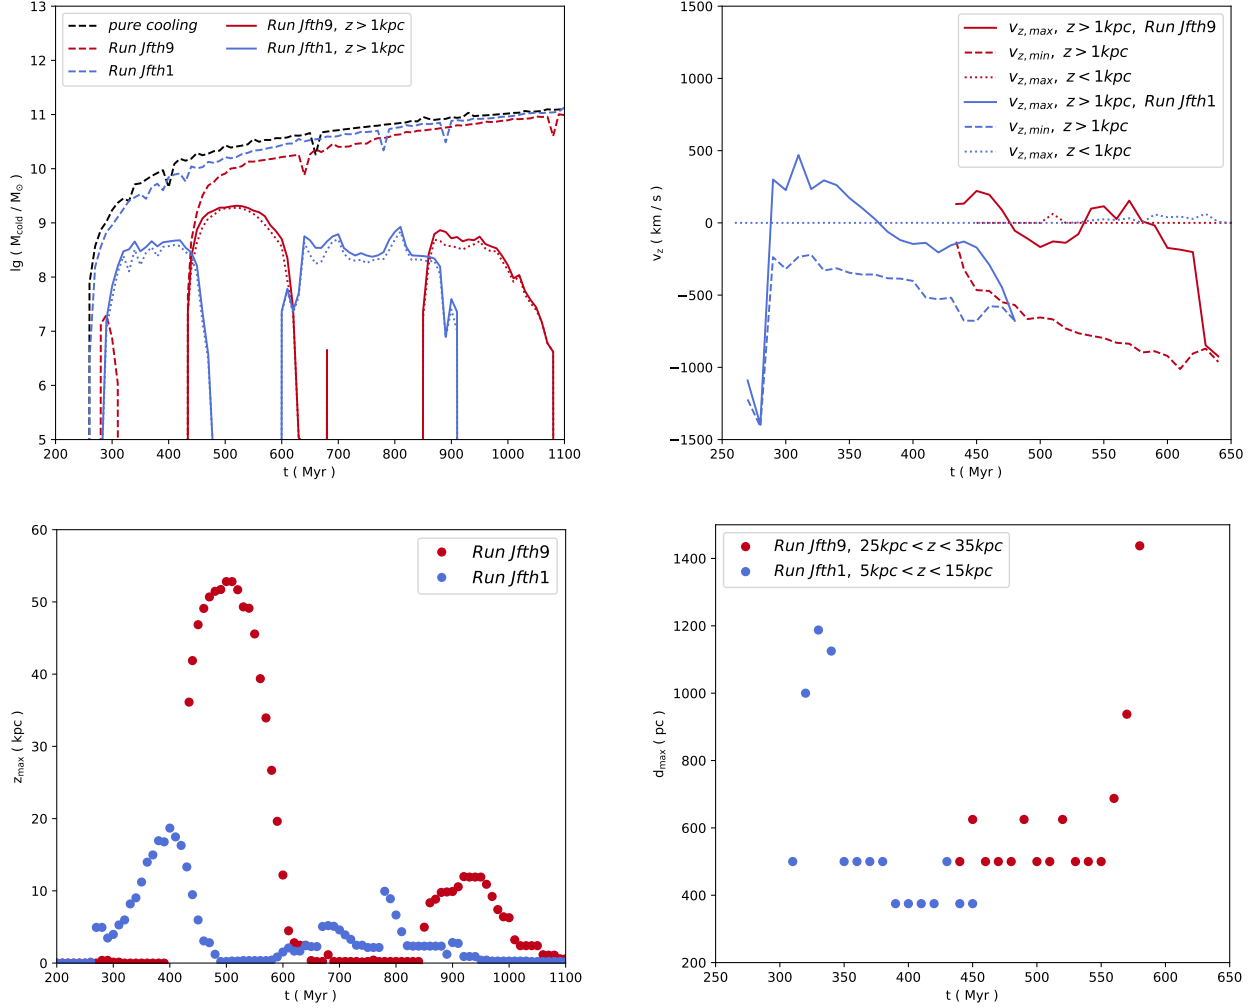 13
12
11
10
9
8
7
6
5
200
300
400
500
600
700
800
900
1000
1100
lg ( M_cold / M_⊙ )
t ( Myr )
pure cooling
Run Jfth9
Run Jfth1
Run Jfth9, z > 1kpc
Run Jfth1, z > 1kpc
1500
1000
500
0
−500
−1000
−1500
250
300
350
400
450
500
550
600
650
v_z ( km / s )
t ( Myr )
v_z,max, z > 1kpc, Run Jfth9
v_z,min, z > 1kpc
v_z,max, z < 1kpc
v_z,max, z > 1kpc, Run Jfth1
v_z,min, z > 1kpc
v_z,max, z < 1kpc
60
50
40
30
20
10
0
200
300
400
500
600
700
800
900
1000
1100
z_max ( kpc )
t ( Myr )
Run Jfth9
Run Jfth1
1400
1200
1000
800
600
400
200
250
300
350
400
450
500
550
600
650
d_max ( pc )
t ( Myr )
Run Jfth9, 25kpc < z < 35kpc
Run Jfth1, 5kpc < z < 15kpc